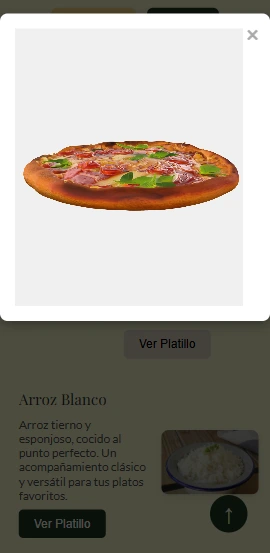 ×
Ver Platillo
Arroz Blanco
Arroz tierno y
esponjoso, cocido al
punto perfecto. Un
acompañamiento clásico
y versátil para tus platos
favoritos.
Ver Platillo
↑